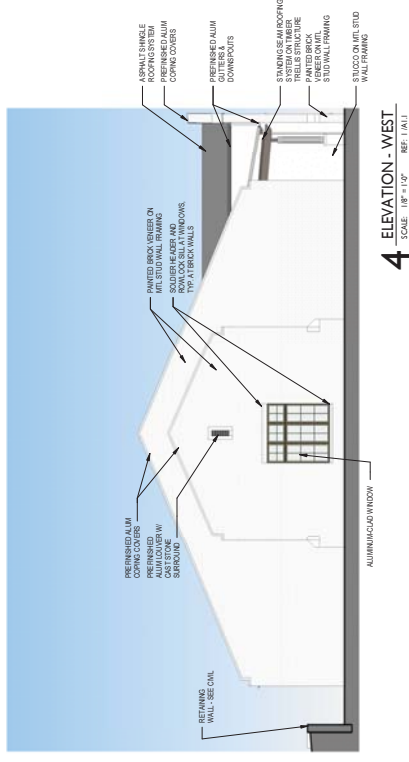 ASPHALT SHINGLE
ROOFING SYSTEM
PREFINISHED ALUM
COPING COVERS
PREFINISHED ALUM
GUTTERS &
DOWNSPOUTS
STANDING SEAM ROOFING
SYSTEM ON TIMBER
TRELLIS STRUCTURE
PAINTED BRICK
VENEER ON MTL
STUD WALL FRAMING
STUCCO ON MTL STUD
WALL FRAMING
PAINTED BRICK VENEER ON
MTL STUD WALL FRAMING
SOLDIER HEADER AND
ROWLOCK SILL AT WINDOWS,
TYP. AT BRICK WALLS
PREFINISHED ALUM
COPING COVERS
PREFINISHED
ALUM LOUVER W/
CAST STONE
SURROUND
RETAINING
WALL - SEE CIVIL
ALUMINUM-CLAD WINDOW
4 ELEVATION - WEST
SCALE: 1/8" = 1'-0" REF: 1 /A1.1